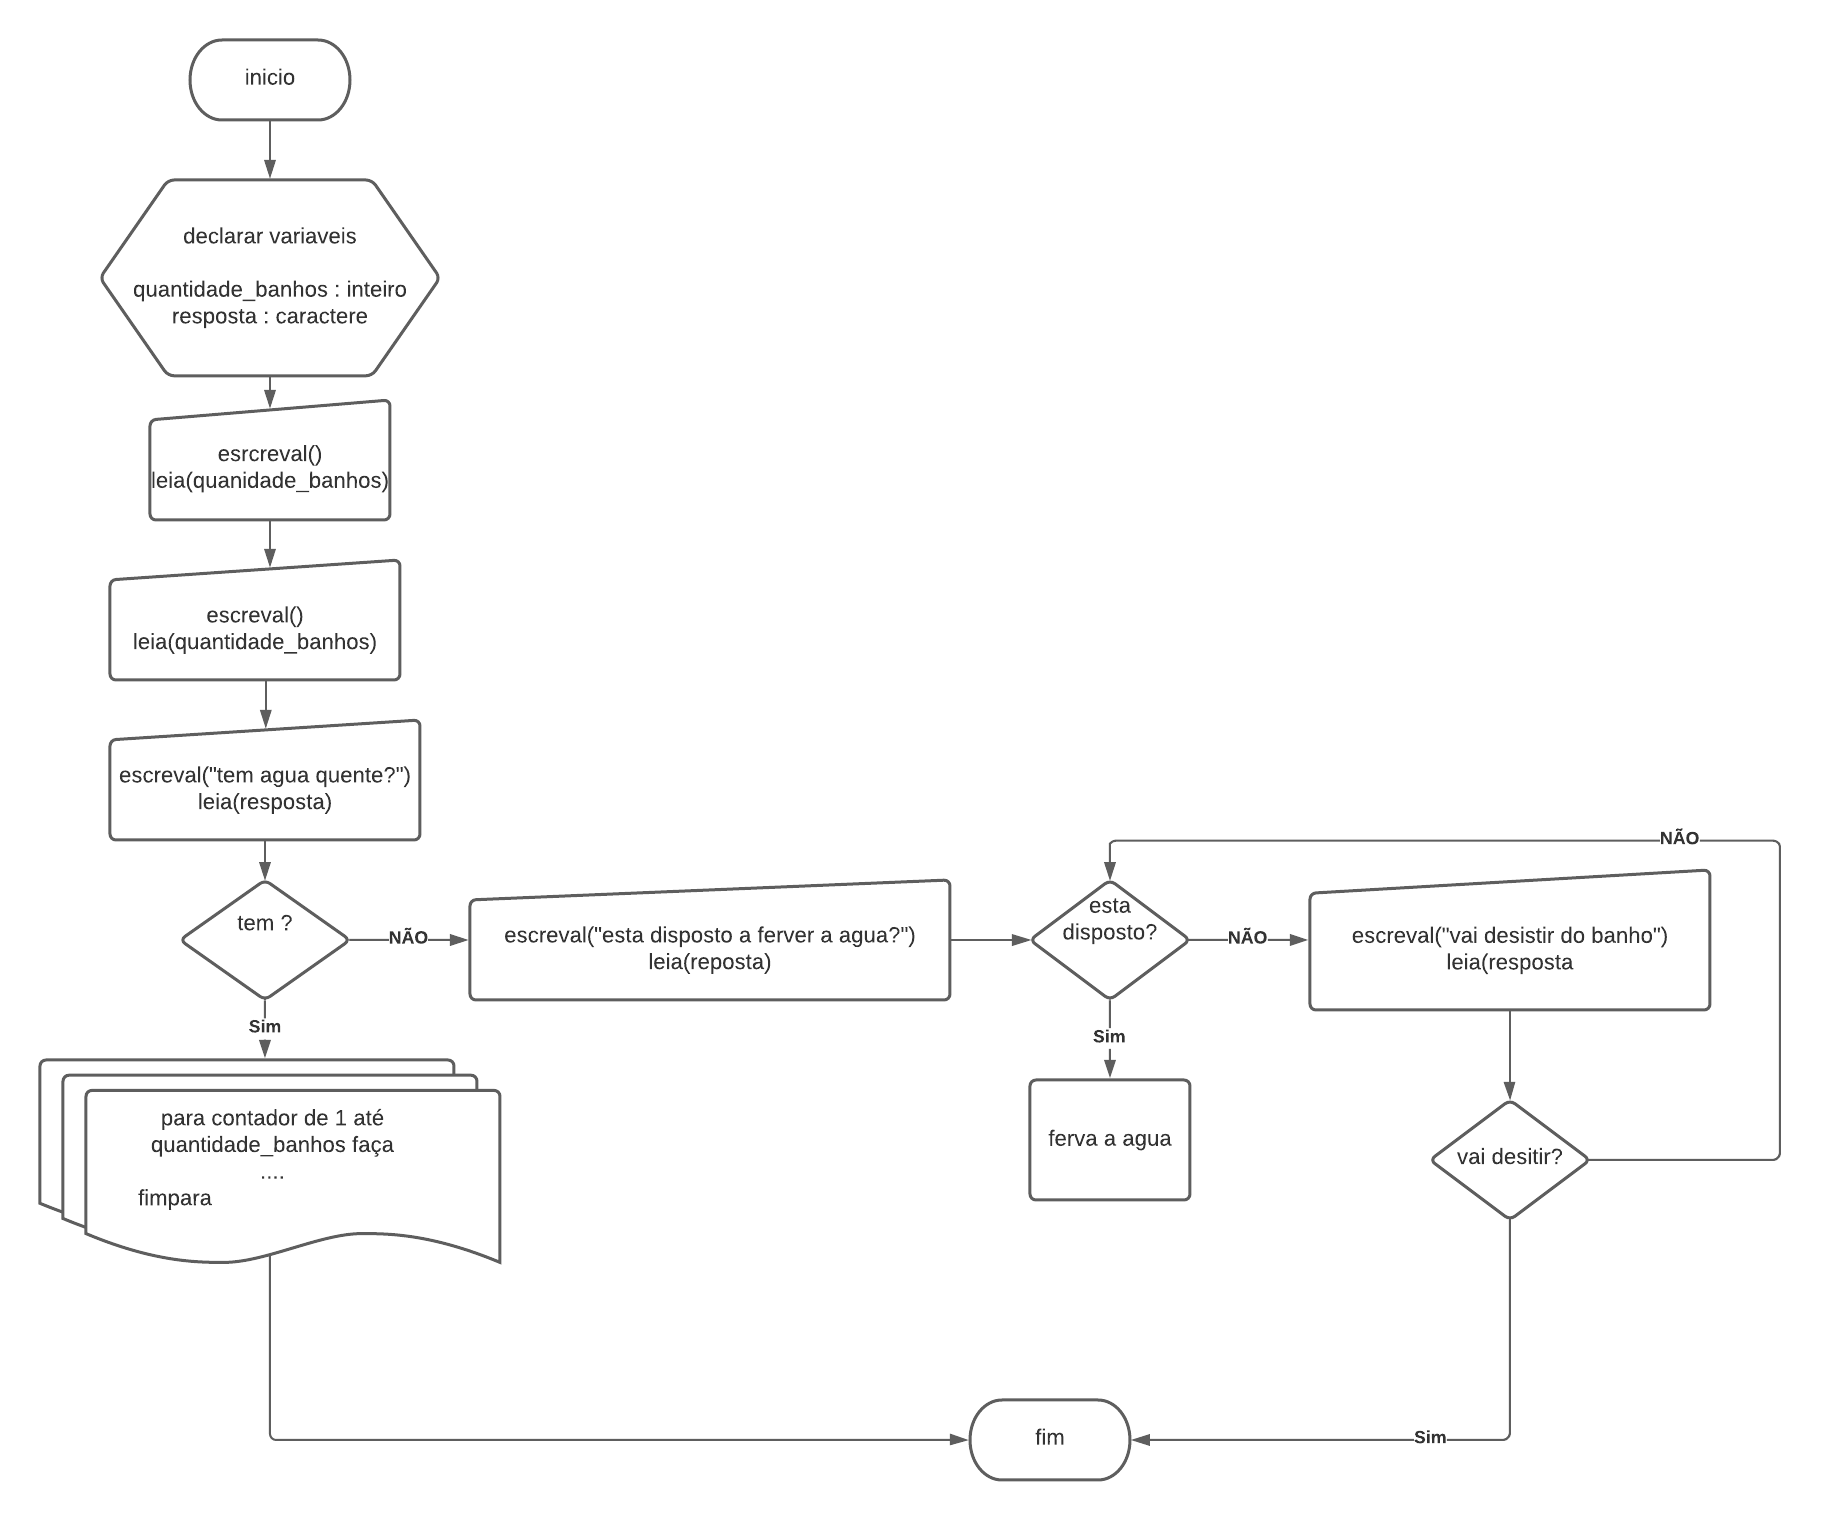 inicio
declarar variaveis
quantidade_banhos : inteiro
resposta : caractere
esrcreval()
leia(quanidade_banhos)
escreval()
leia(quantidade_banhos)
escreval("tem agua quente?")
leia(resposta)
tem ?
NÃO
escreval("esta disposto a ferver a agua?")
leia(reposta)
esta
disposto?
NÃO
escreval("vai desistir do banho")
leia(resposta
NÃO
Sim
Sim
para contador de 1 até
quantidade_banhos faça
....
fimpara
ferva a agua
vai desitir?
fim
Sim